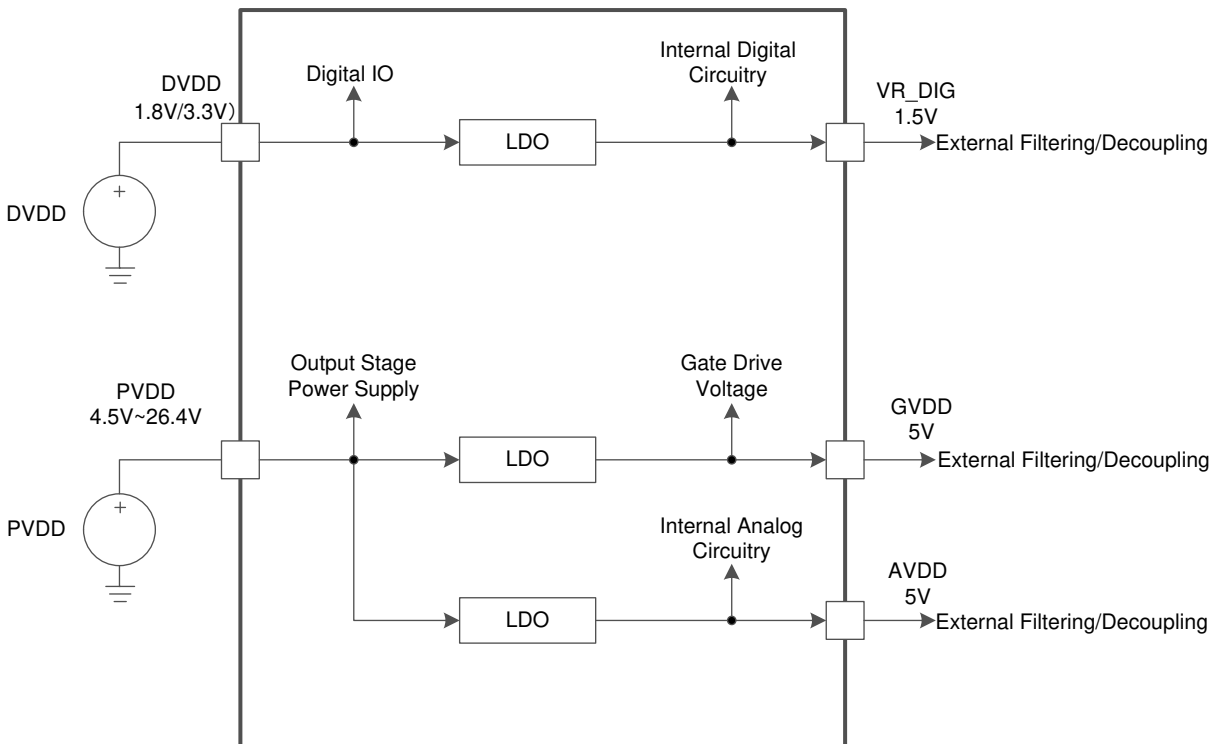 DVDD
1.8V/3.3V）
Digital IO
Internal Digital
Circuitry
VR_DIG
1.5V
LDO
External Filtering/Decoupling
+
DVDD
Output Stage
Power Supply
Gate Drive
Voltage
PVDD
4.5V~26.4V
GVDD
5V
LDO
External Filtering/Decoupling
+
PVDD
Internal Analog
Circuitry
AVDD
5V
LDO
External Filtering/Decoupling